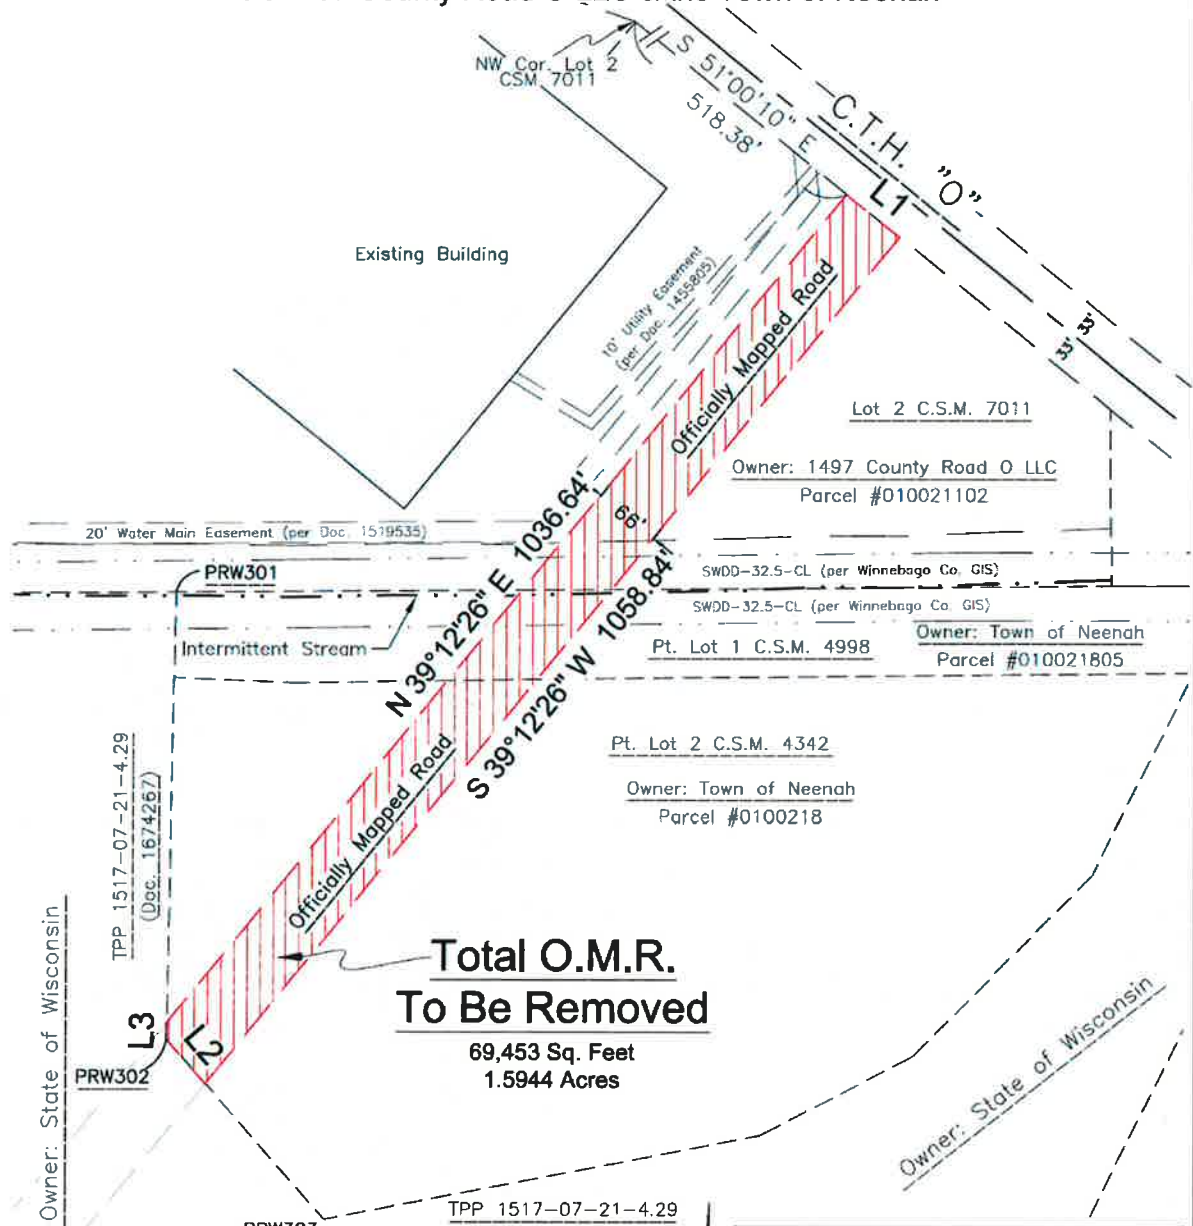 NW Cor. Lot 2
CSM 7011
S 51°00'10" E
518.38'
C.T.H. "O"
L1
Existing Building
10' Utility Easement
(per Doc. 1455805)
Officially Mapped Road
33' 33'
Lot 2 C.S.M. 7011
Owner: 1497 County Road O LLC
Parcel #010021102
66'
20' Water Main Easement (per Doc. 1519535)
N 39°12'26" E 1036.64'
S 39°12'26" W 1058.84'
PRW301
SWDD-32.5-CL (per Winnebago Co. GIS)
SWDD-32.5-CL (per Winnebago Co. GIS)
Intermittent Stream
Pt. Lot 1 C.S.M. 4998
Owner: Town of Neenah
Parcel #010021805
TPP 1517-07-21-4.29
(Doc. 1674267)
Pt. Lot 2 C.S.M. 4342
Owner: Town of Neenah
Parcel #0100218
Officially Mapped Road
Total O.M.R.
To Be Removed
69,453 Sq. Feet
1.5944 Acres
L3
L2
PRW302
Owner: State of Wisconsin
Owner: State of Wisconsin
TPP 1517-07-21-4.29